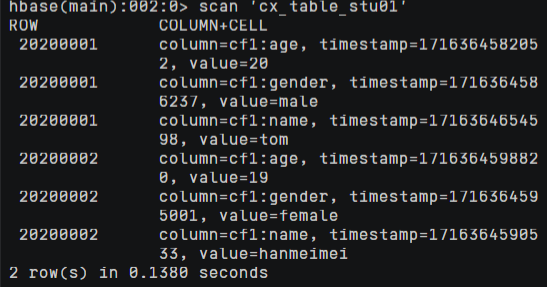 hbase(main):002:0> scan 'cx_table_stu01'
ROW COLUMN+CELL
20200001 column=cf1:age, timestamp=171636458205
2, value=20
20200001 column=cf1:gender, timestamp=171636458
6237, value=male
20200001 column=cf1:name, timestamp=17163646545
98, value=tom
20200002 column=cf1:age, timestamp=171636459882
0, value=19
20200002 column=cf1:gender, timestamp=171636459
5001, value=female
20200002 column=cf1:name, timestamp=17163645905
33, value=hanmeimei
2 row(s) in 0.1380 seconds